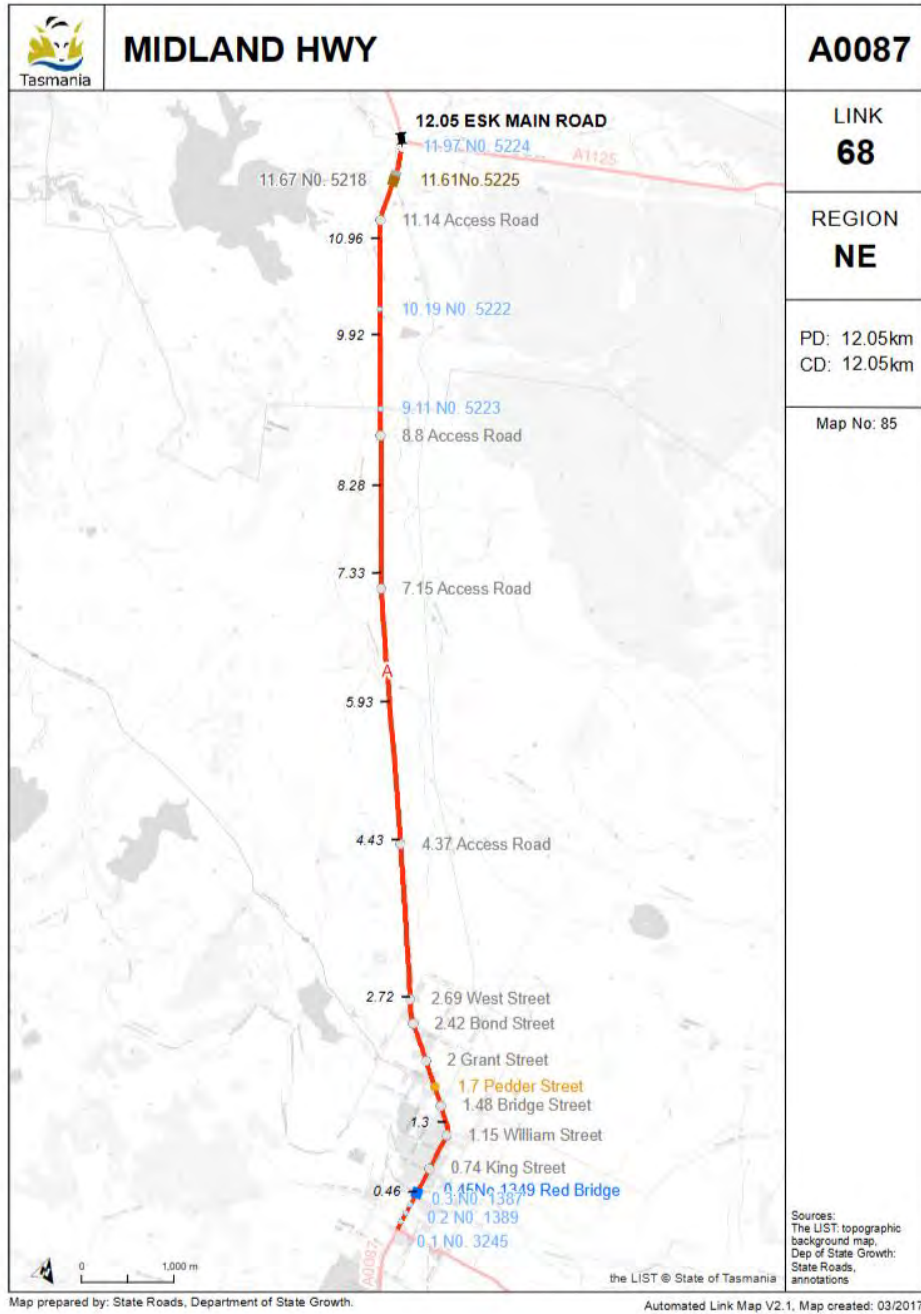 Tasmania
MIDLAND HWY
A0087
LINK
68
REGION
NE
PD: 12.05km
CD: 12.05km
Map No: 85
12.05 ESK MAIN ROAD
11.97 N0. 5224
A1125
11.67 N0. 5218
11.61No.5225
11.14 Access Road
10.96
10.19 N0. 5222
9.92
9.11 N0. 5223
8.8 Access Road
8.28
7.33
7.15 Access Road
A
5.93
4.43
4.37 Access Road
2.72
2.69 West Street
2.42 Bond Street
2 Grant Street
1.7 Pedder Street
1.48 Bridge Street
1.3
1.15 William Street
0.74 King Street
0.46
0.45No.1349 Red Bridge
0.3 N0. 1387
0.2 N0. 1389
0.1 N0. 3245
A0087
0
1,000 m
the LIST © State of Tasmania
Sources:
The LIST: topographic
background map,
Dep of State Growth:
State Roads,
annotations
Map prepared by: State Roads, Department of State Growth.
Automated Link Map V2.1, Map created: 03/2017